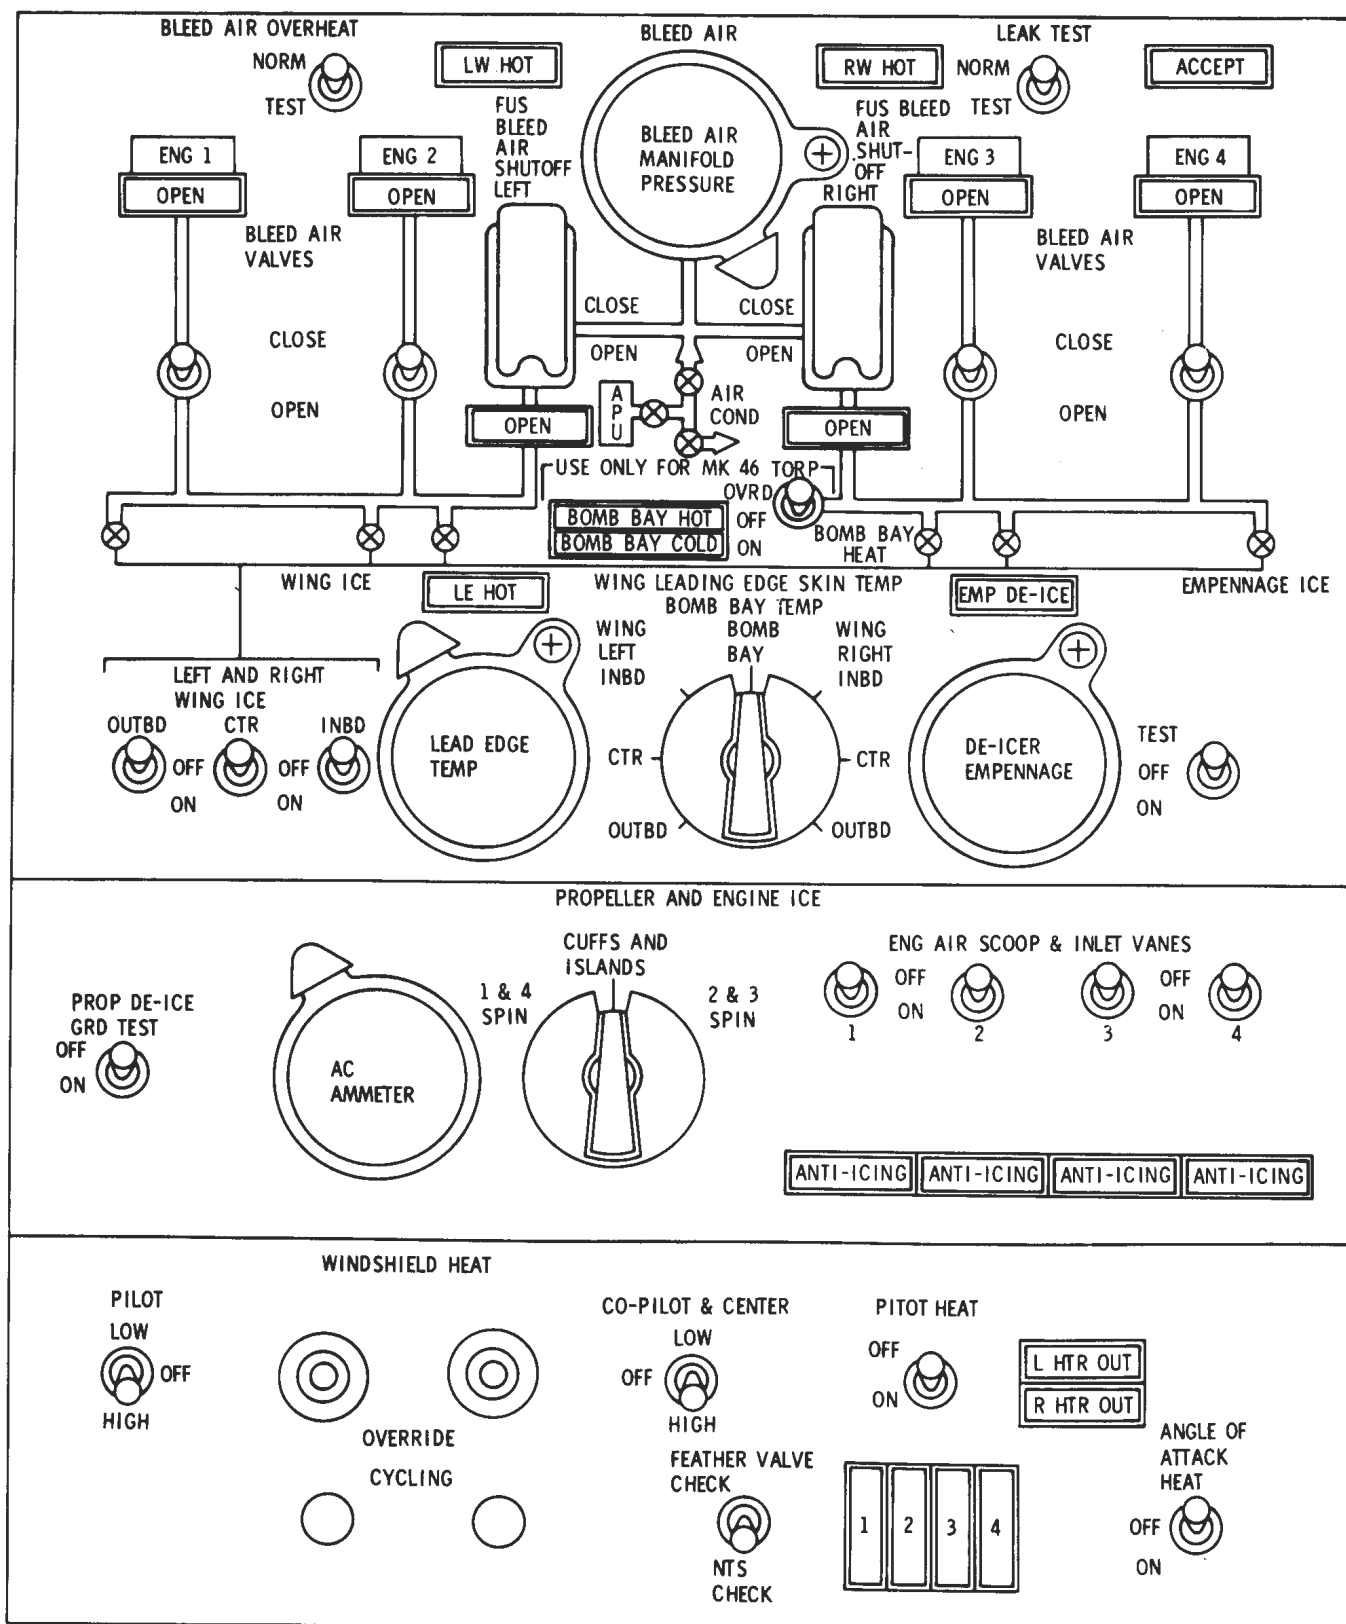 BLEED AIR OVERHEAT
NORM
TEST
LW HOT
BLEED AIR
RW HOT
LEAK TEST
NORM
TEST
ACCEPT
FUS
BLEED
AIR
SHUTOFF
LEFT
BLEED AIR
MANIFOLD
PRESSURE
FUS BLEED
AIR
SHUT-
OFF
RIGHT
ENG 1
OPEN
ENG 2
OPEN
ENG 3
OPEN
ENG 4
OPEN
BLEED AIR
VALVES
BLEED AIR
VALVES
CLOSE
OPEN
CLOSE
OPEN
CLOSE
OPEN
CLOSE
OPEN
APU
AIR
COND
OPEN
OPEN
USE ONLY FOR MK 46 TORP
OVRD
OFF
ON
BOMB BAY HOT
BOMB BAY COLD
BOMB BAY
HEAT
WING ICE
LE HOT
WING LEADING EDGE SKIN TEMP
BOMB BAY TEMP
EMP DE-ICE
EMPENNAGE ICE
LEFT AND RIGHT
WING ICE
OUTBD
CTR
INBD
OFF
ON
OFF
ON
LEAD EDGE
TEMP
WING
LEFT
INBD
BOMB
BAY
WING
RIGHT
INBD
CTR
CTR
OUTBD
OUTBD
DE-ICER
EMPENNAGE
TEST
OFF
ON
PROPELLER AND ENGINE ICE
PROP DE-ICE
GRD TEST
OFF
ON
AC
AMMETER
1 & 4
SPIN
CUFFS AND
ISLANDS
2 & 3
SPIN
ENG AIR SCOOP & INLET VANES
OFF
ON
OFF
ON
1
2
3
4
ANTI-ICING
ANTI-ICING
ANTI-ICING
ANTI-ICING
WINDSHIELD HEAT
PILOT
LOW
OFF
HIGH
OVERRIDE
CYCLING
CO-PILOT & CENTER
LOW
OFF
HIGH
PITOT HEAT
OFF
ON
L HTR OUT
R HTR OUT
FEATHER VALVE
CHECK
NTS
CHECK
1
2
3
4
ANGLE OF
ATTACK
HEAT
OFF
ON